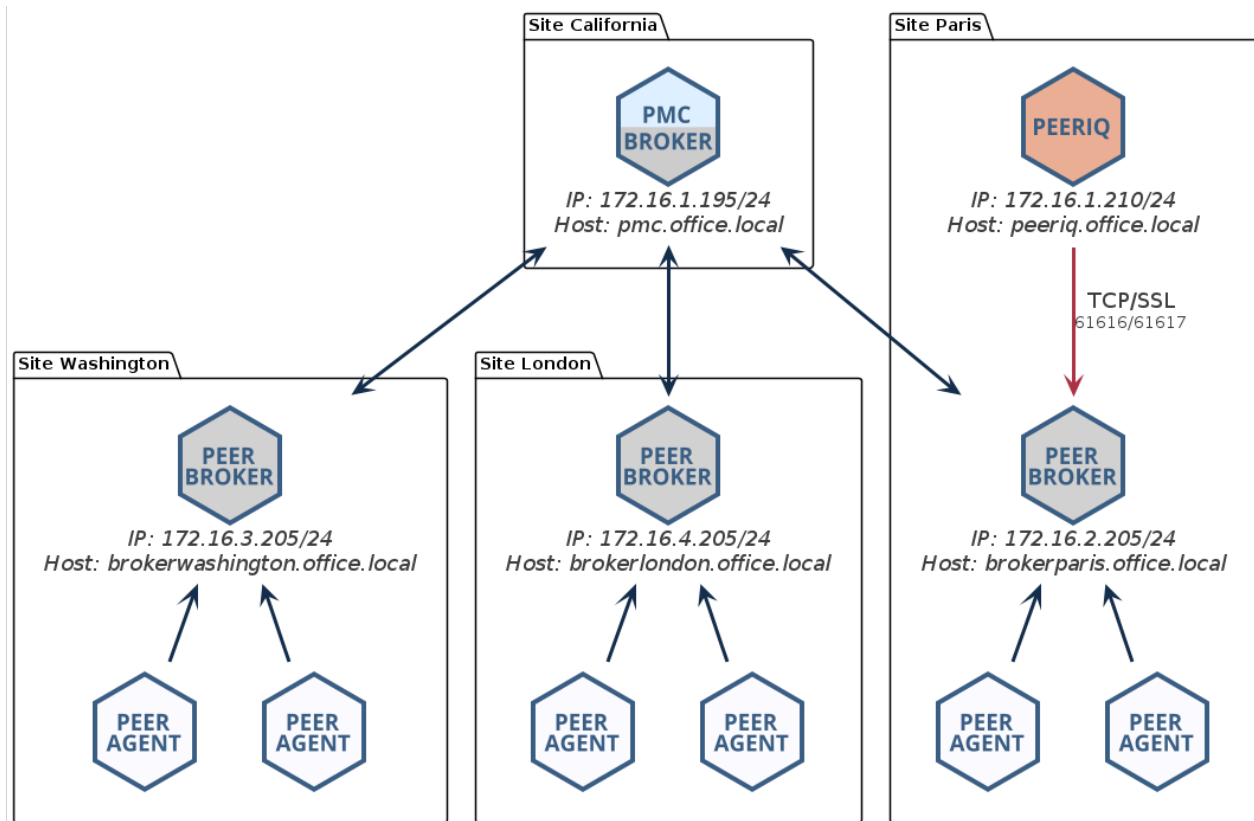 Site California
PMC
BROKER
IP: 172.16.1.195/24
Host: pmc.office.local
Site Paris
PEERIQ
IP: 172.16.1.210/24
Host: peeriq.office.local
TCP/SSL
61616/61617
Site Washington
PEER
BROKER
IP: 172.16.3.205/24
Host: brokerwashington.office.local
PEER
AGENT
PEER
AGENT
Site London
PEER
BROKER
IP: 172.16.4.205/24
Host: brokerlondon.office.local
PEER
AGENT
PEER
AGENT
PEER
BROKER
IP: 172.16.2.205/24
Host: brokerparis.office.local
PEER
AGENT
PEER
AGENT